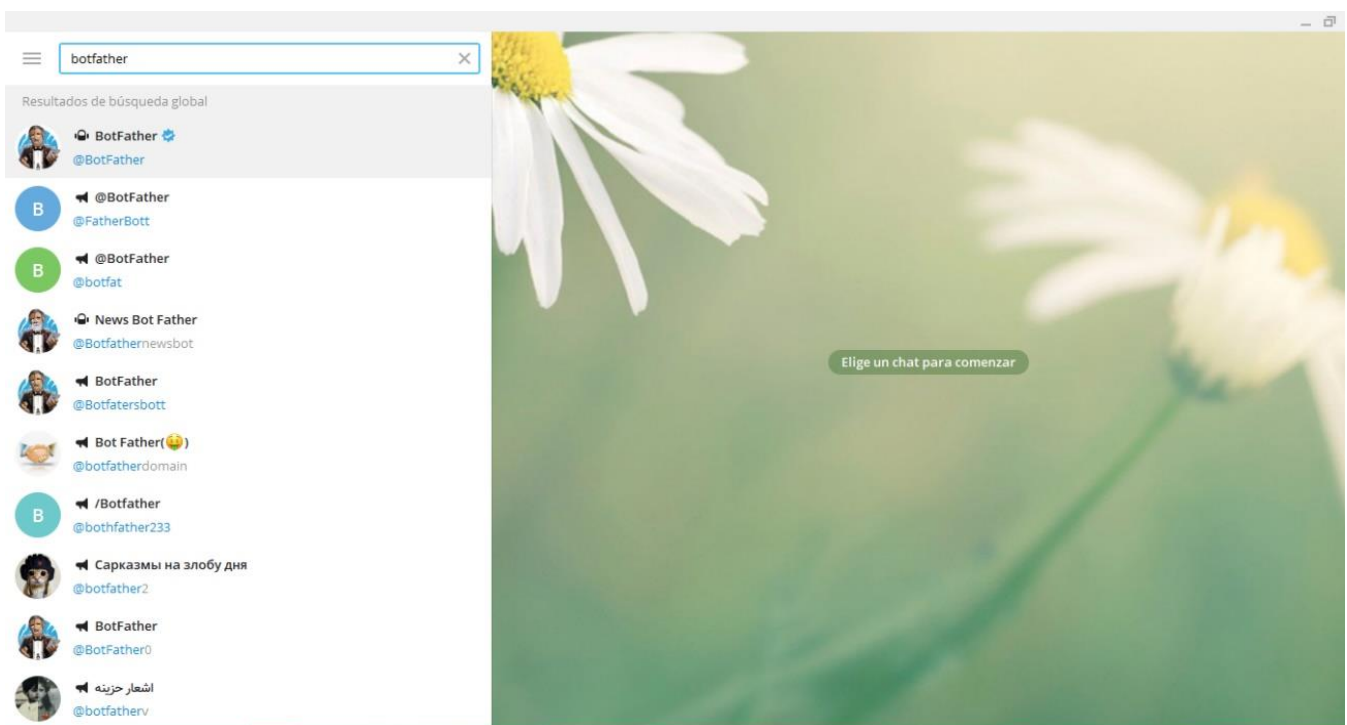 botfather
Resultados de búsqueda global
BotFather
@BotFather
B
@BotFather
@FatherBott
B
@BotFather
@botfat
News Bot Father
@Botfathernewsbot
BotFather
@Botfatersbott
Bot Father(🤑)
@botfatherdomain
B
/Botfather
@bothfather233
Сарказмы на злобу дня
@botfather2
BotFather
@BotFather0
اشعار حزينه
@botfatherv
Elige un chat para comenzar